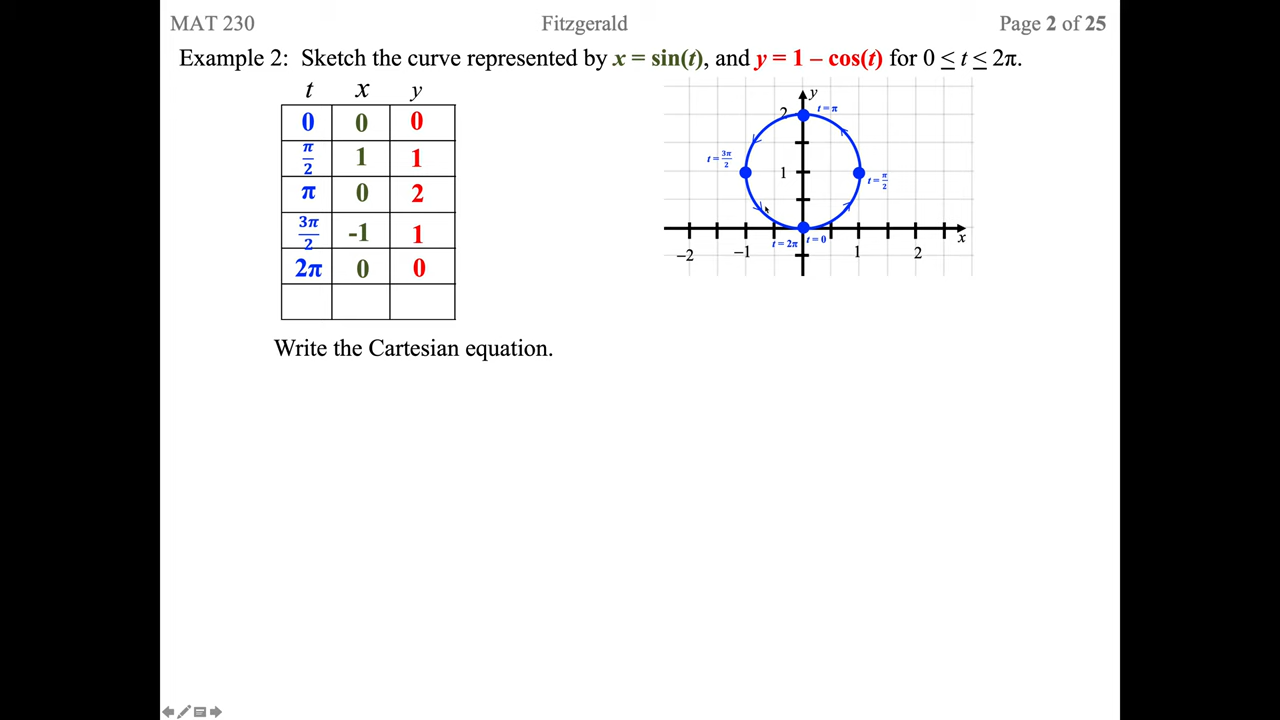 MAT 230 Fitzgerald Page 2 of 25
Example 2: Sketch the curve represented by x = sin(t), and y = 1 – cos(t) for 0 ≤ t ≤ 2π.
t x y
0 0 0
π/2 1 1
π 0 2
3π/2 -1 1
2π 0 0
y
2 t = π
t = 3π/2
1
t = π/2
t = 2π t = 0
x
−2 −1 1 2
Write the Cartesian equation.